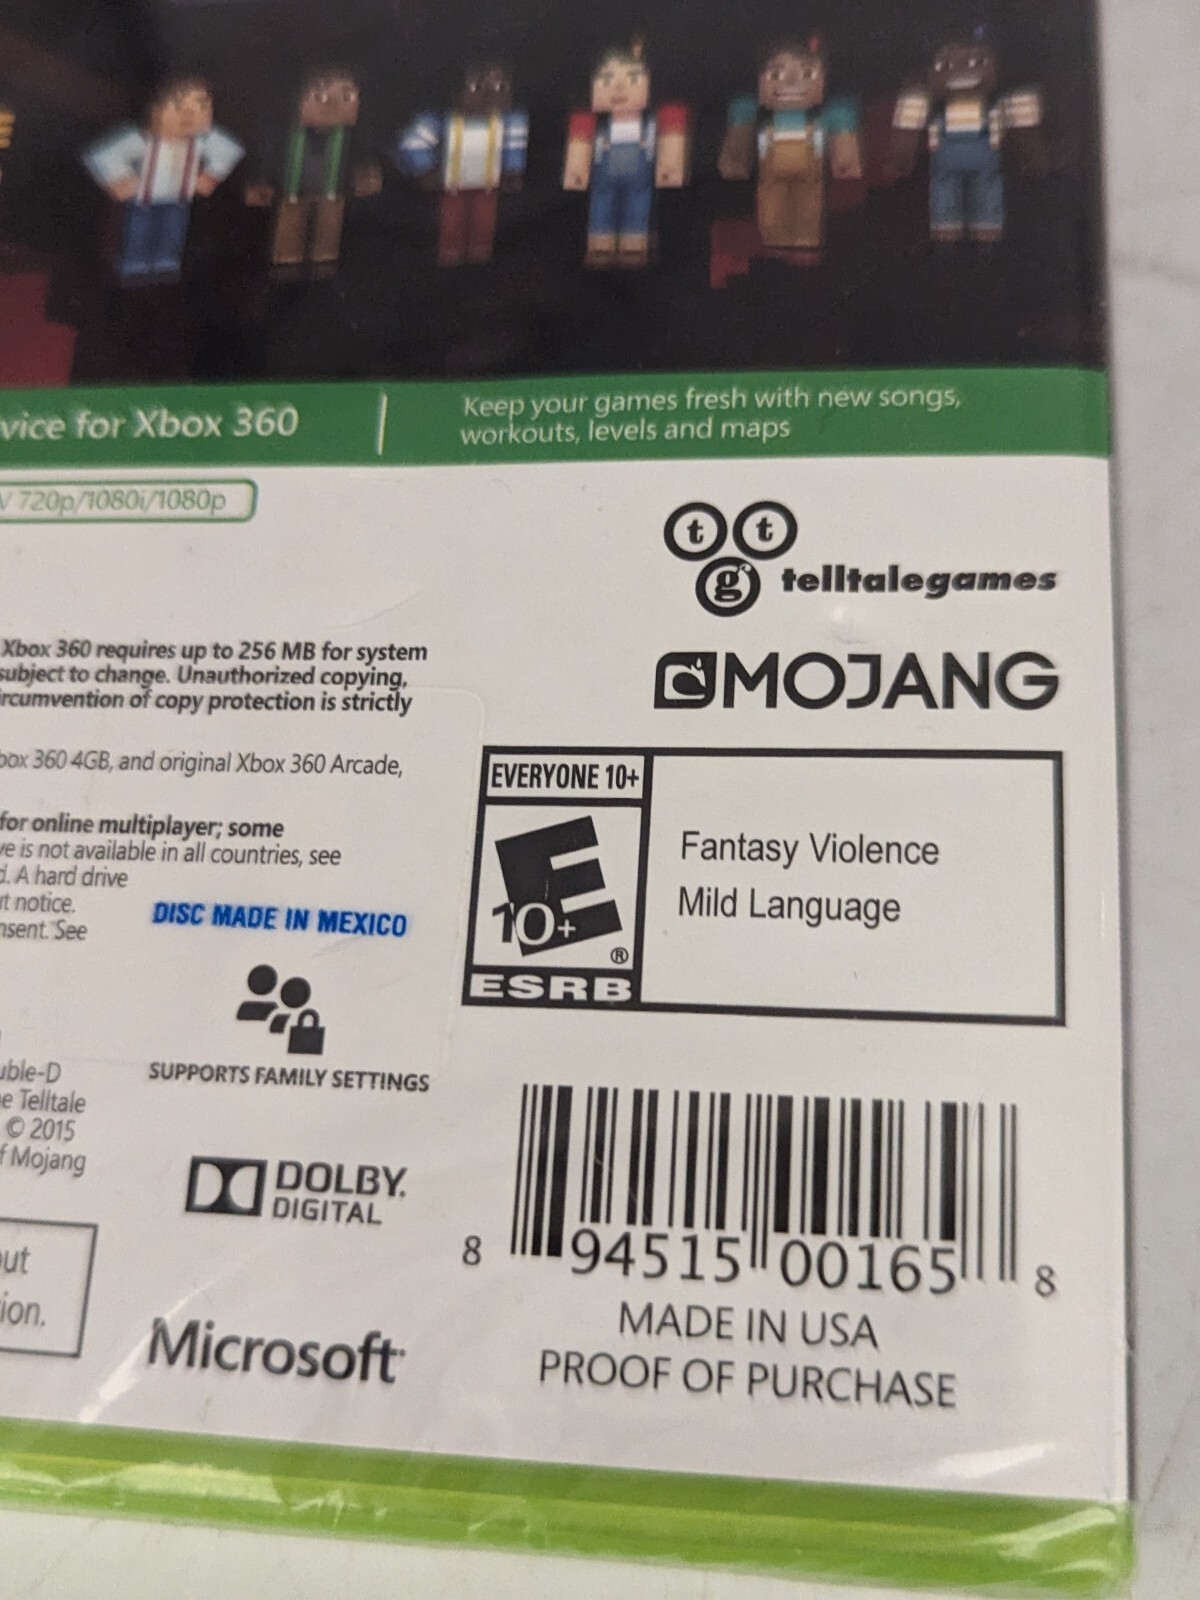 vice for Xbox 360
Keep your games fresh with new songs,
workouts, levels and maps
V 720p/1080i/1080p
t t
g telltalegames
MOJANG
Xbox 360 requires up to 256 MB for system
subject to change. Unauthorized copying,
ircumvention of copy protection is strictly
box 360 4GB, and original Xbox 360 Arcade,
for online multiplayer; some
ve is not available in all countries, see
d. A hard drive
ut notice.
nsent. See
DISC MADE IN MEXICO
EVERYONE 10+
E
10+
®
ESRB
Fantasy Violence
Mild Language
SUPPORTS FAMILY SETTINGS
uble-D
e Telltale
© 2015
f Mojang
DOLBY.
DIGITAL
out
ion.
Microsoft
8 94515 00165 8
MADE IN USA
PROOF OF PURCHASE